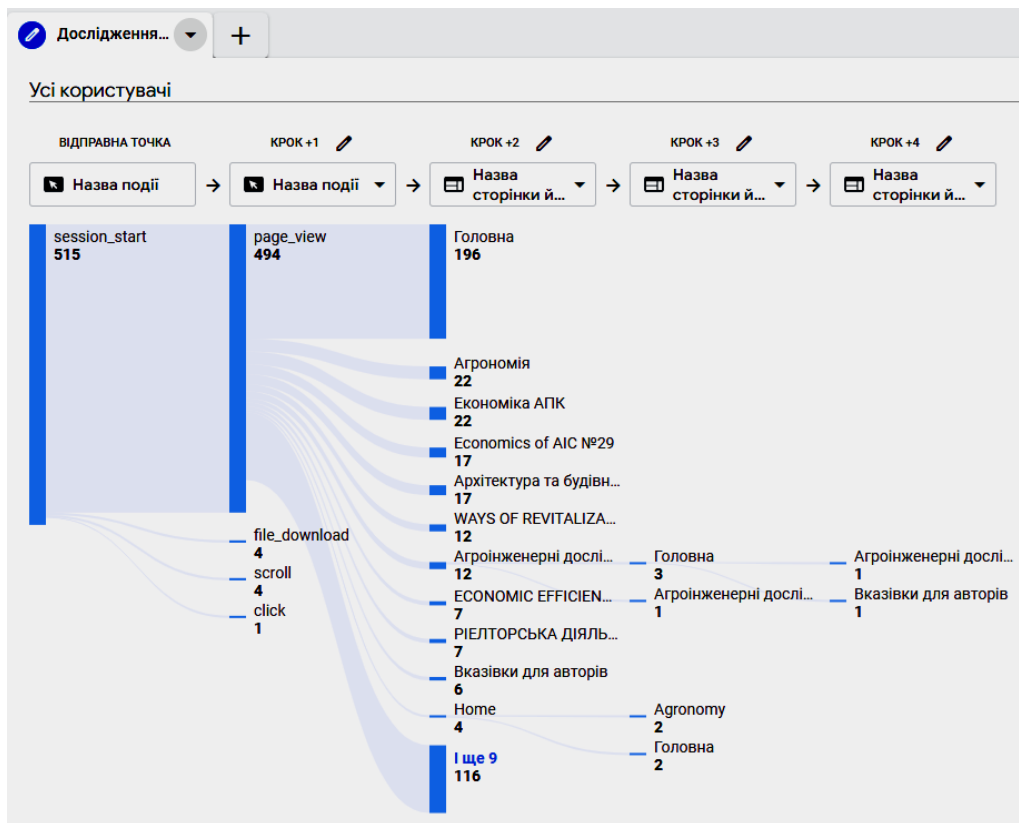 Дослідження...
Усі користувачі
ВІДПРАВНА ТОЧКА
КРОК +1
КРОК +2
КРОК +3
КРОК +4
Назва події
Назва події
Назва
сторінки й...
Назва
сторінки й...
Назва
сторінки й...
session_start
515
page_view
494
file_download
4
scroll
4
click
1
Головна
196
Агрономія
22
Економіка АПК
22
Economics of AIC №29
17
Архітектура та будівн...
17
WAYS OF REVITALIZA...
12
Агроінженерні дослі...
12
ECONOMIC EFFICIEN...
7
РІЕЛТОРСЬКА ДІЯЛЬ...
7
Вказівки для авторів
6
Home
4
І ще 9
116
Головна
3
Агроінженерні дослі...
1
Agronomy
2
Головна
2
Агроінженерні дослі...
1
Вказівки для авторів
1